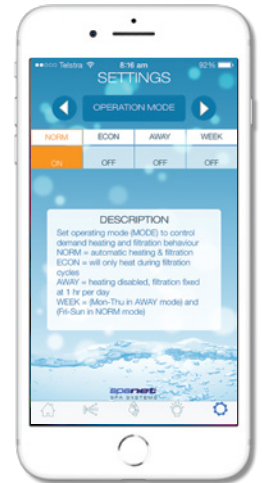 Telstra 8:16 am 92%
SETTINGS
OPERATION MODE
NORM ECON AWAY WEEK
ON OFF OFF OFF
DESCRIPTION
Set operating mode (MODE) to control
demand heating and filtration behaviour
NORM = automatic heating & filtration
ECON = will only heat during filtration
cycles
AWAY = heating disabled, filtration fixed
at 1 hr per day
WEEK = (Mon-Thu in AWAY mode) and
(Fri-Sun in NORM mode)
spanet
SPA SYSTEMS